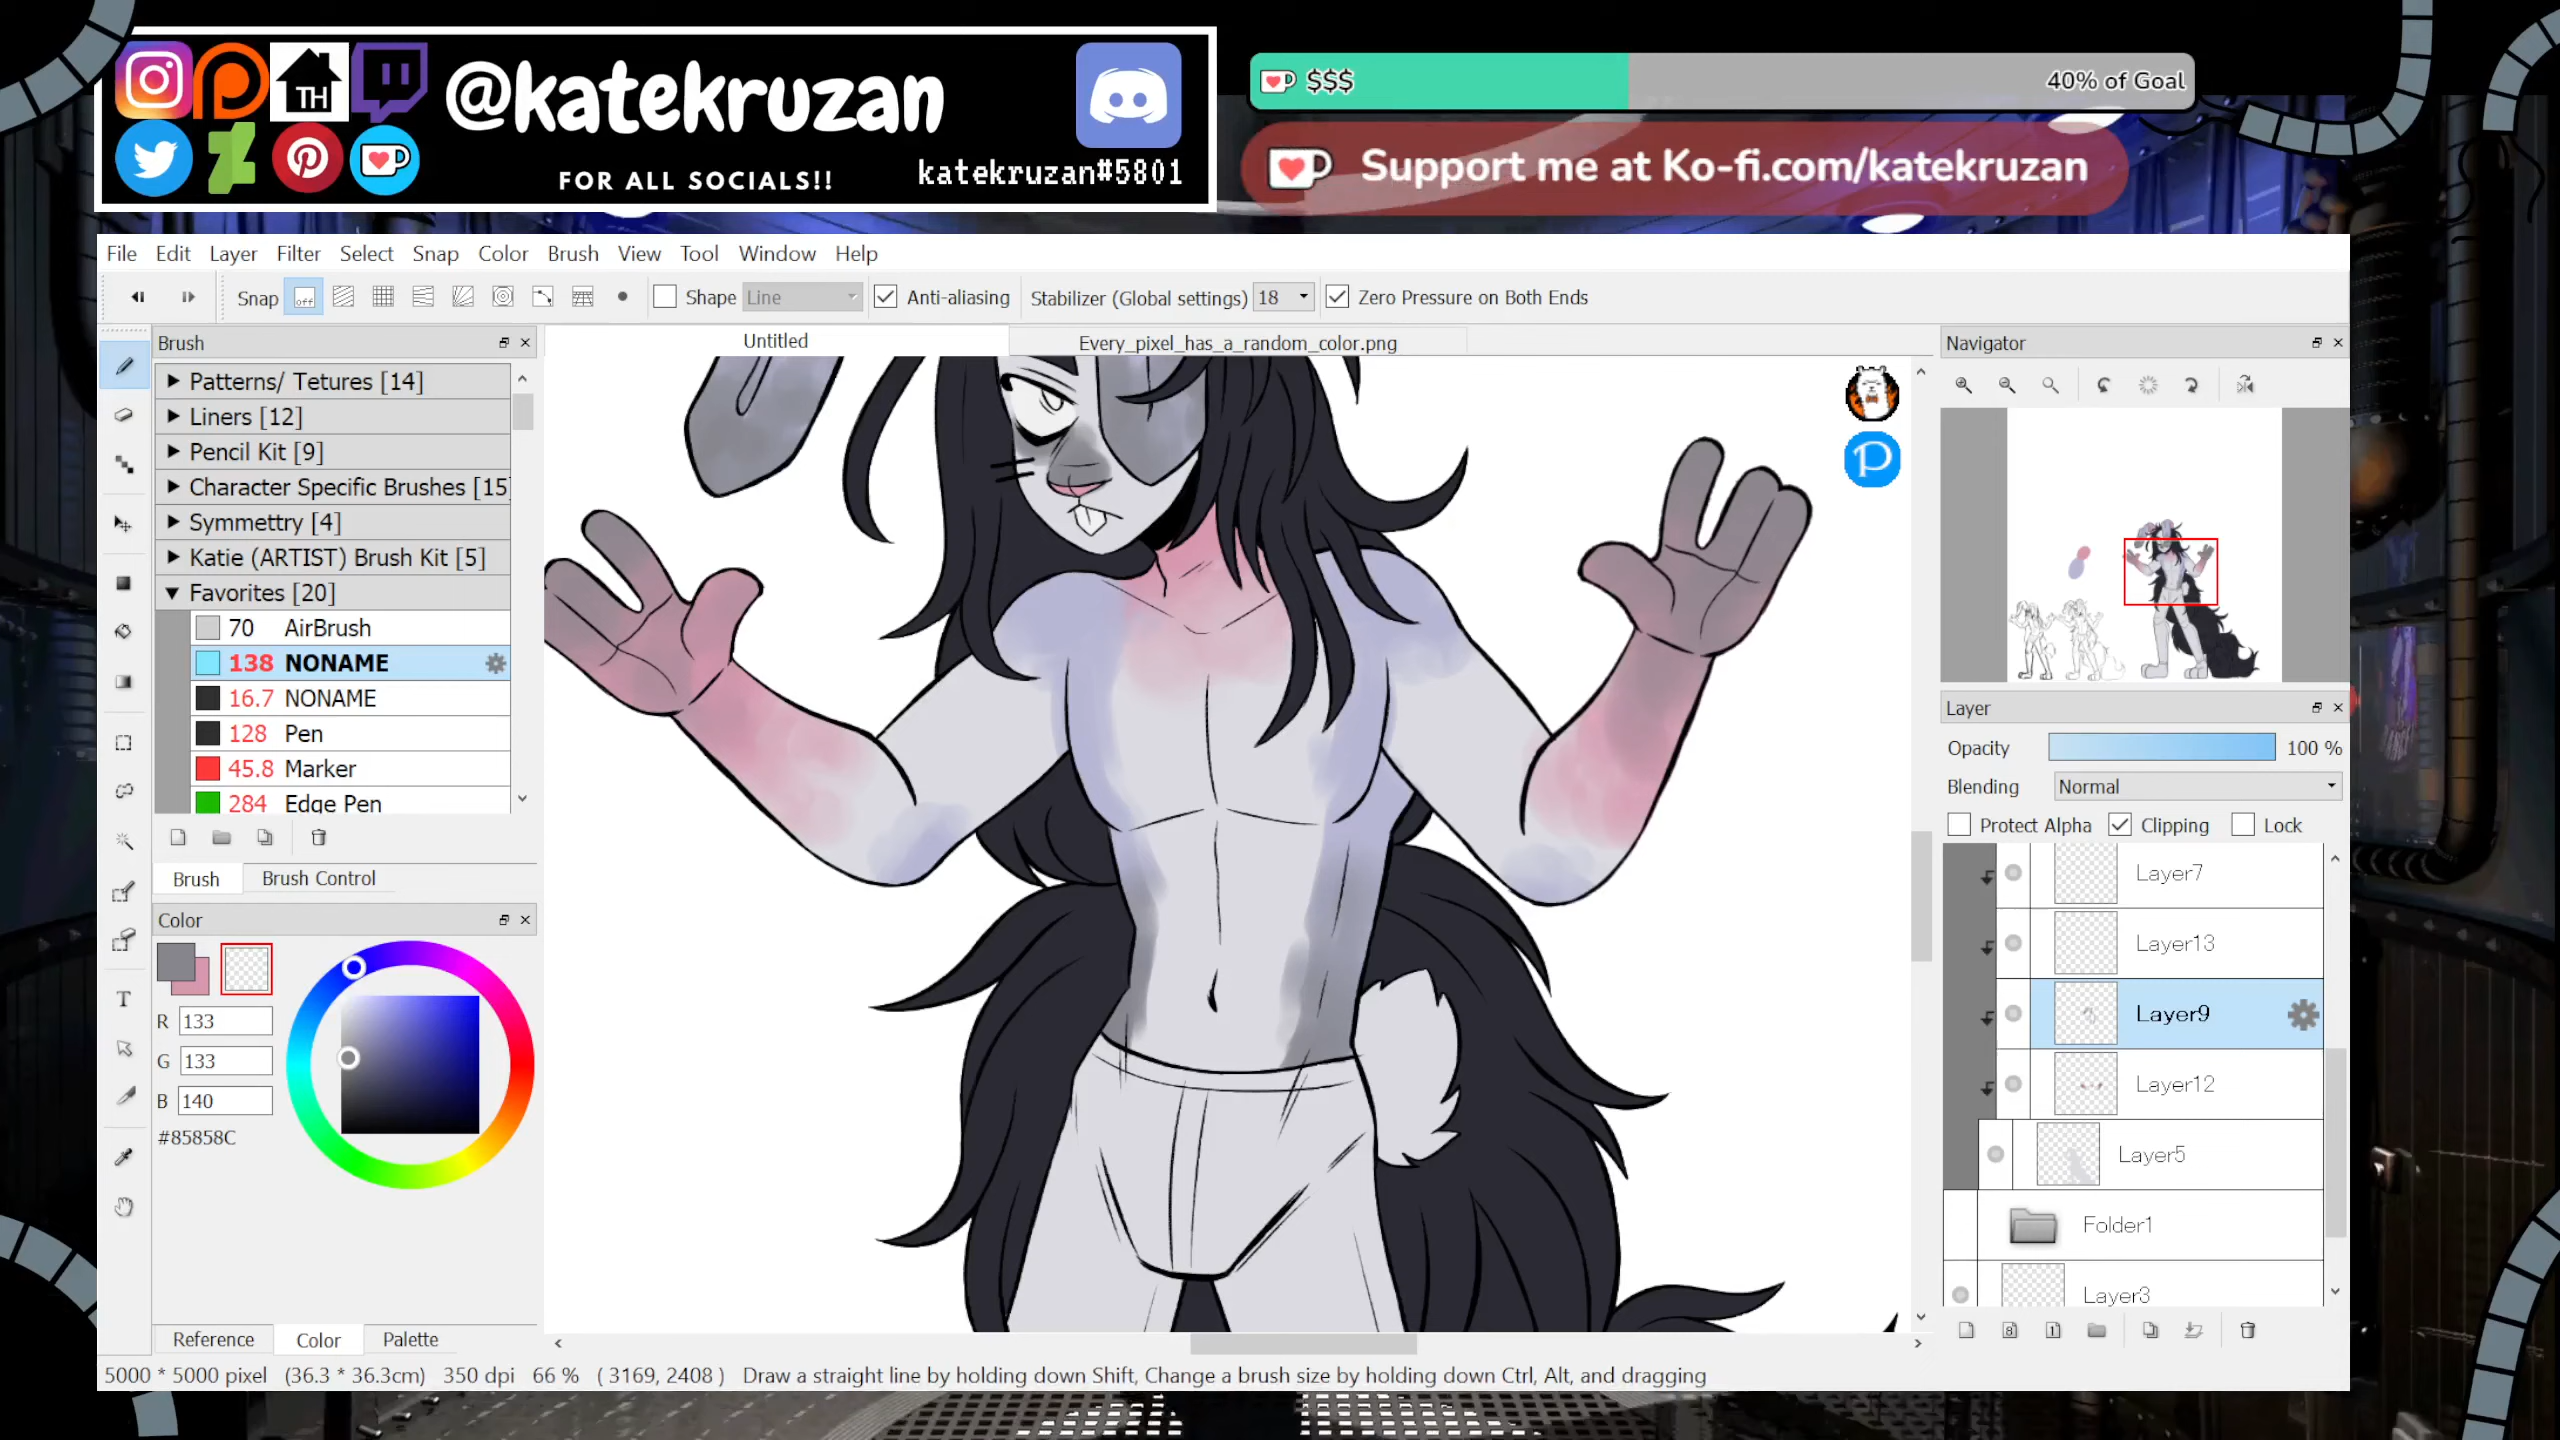 TH
@katekruzan
FOR ALL SOCIALS!!
katekruzan#5801
$$$
40% of Goal
Support me at Ko-fi.com/katekruzan
File Edit Layer Filter Select Snap Color Brush View Tool Window Help
Snap off Shape Line Anti-aliasing Stabilizer (Global settings) 18 Zero Pressure on Both Ends
Brush
Untitled
Every_pixel_has_a_random_color.png
Navigator
Patterns/ Tetures [14]
Liners [12]
Pencil Kit [9]
Character Specific Brushes [15]
Symmettry [4]
Katie (ARTIST) Brush Kit [5]
Favorites [20]
70 AirBrush
138 NONAME
16.7 NONAME
128 Pen
45.8 Marker
284 Edge Pen
Brush
Brush Control
Color
R 133
G 133
B 140
#85858C
Reference
Color
Palette
P
Layer
Opacity 100 %
Blending Normal
Protect Alpha Clipping Lock
Layer7
Layer13
Layer9
Layer12
Layer5
Folder1
Layer3
8
1
T
5000 * 5000 pixel (36.3 * 36.3cm) 350 dpi 66 % ( 3169, 2408 ) Draw a straight line by holding down Shift, Change a brush size by holding down Ctrl, Alt, and dragging